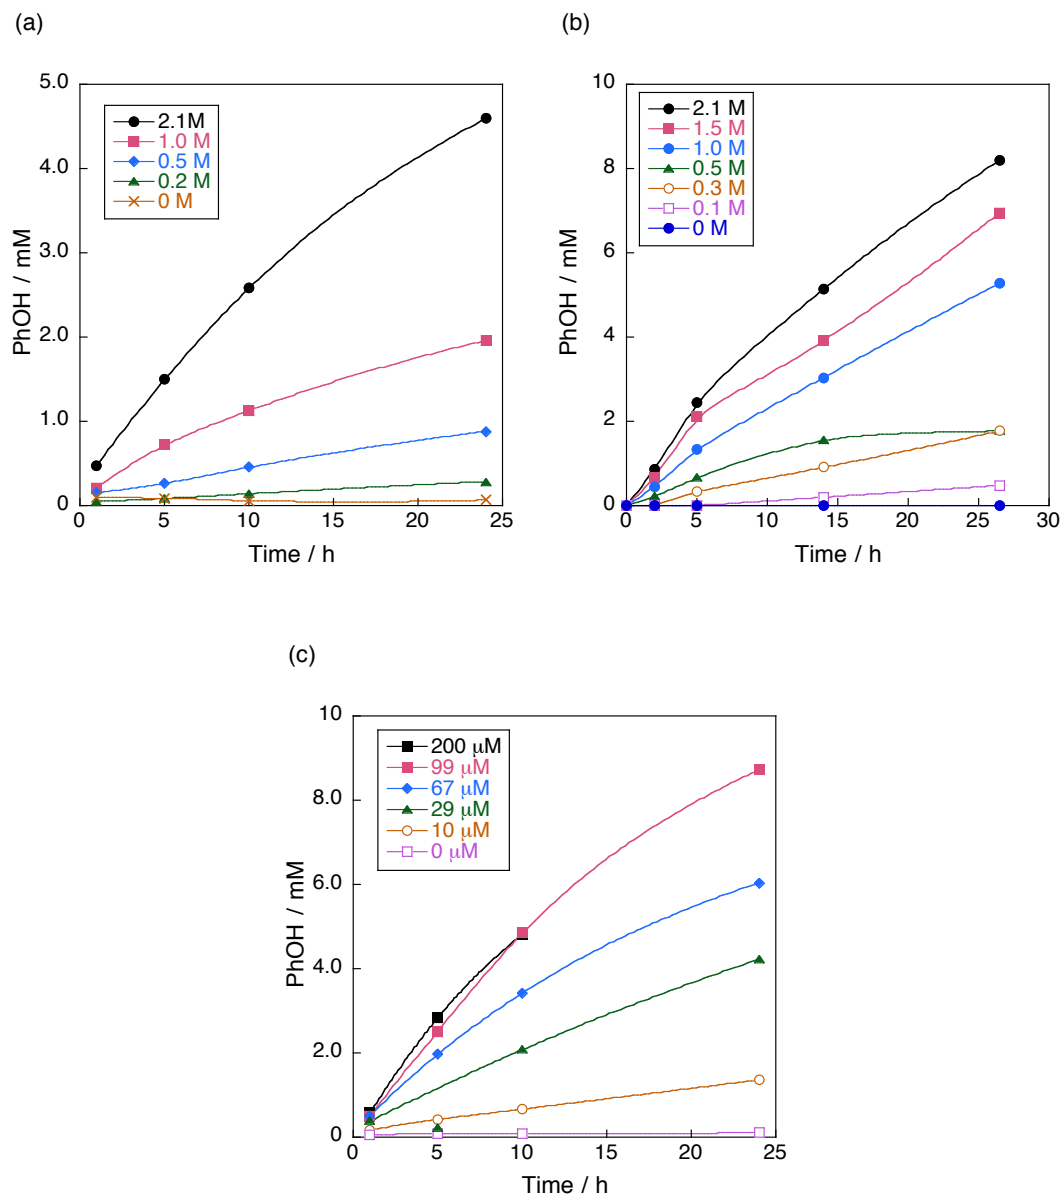 (a)
5.0
4.0
3.0
2.0
1.0
0
PhOH / mM
2.1M
1.0 M
0.5 M
0.2 M
0 M
0
5
10
15
20
25
Time / h
(b)
10
8
6
4
2
0
PhOH / mM
2.1 M
1.5 M
1.0 M
0.5 M
0.3 M
0.1 M
0 M
0
5
10
15
20
25
30
Time / h
(c)
10
8.0
6.0
4.0
2.0
0
PhOH / mM
200 μM
99 μM
67 μM
29 μM
10 μM
0 μM
0
5
10
15
20
25
Time / h